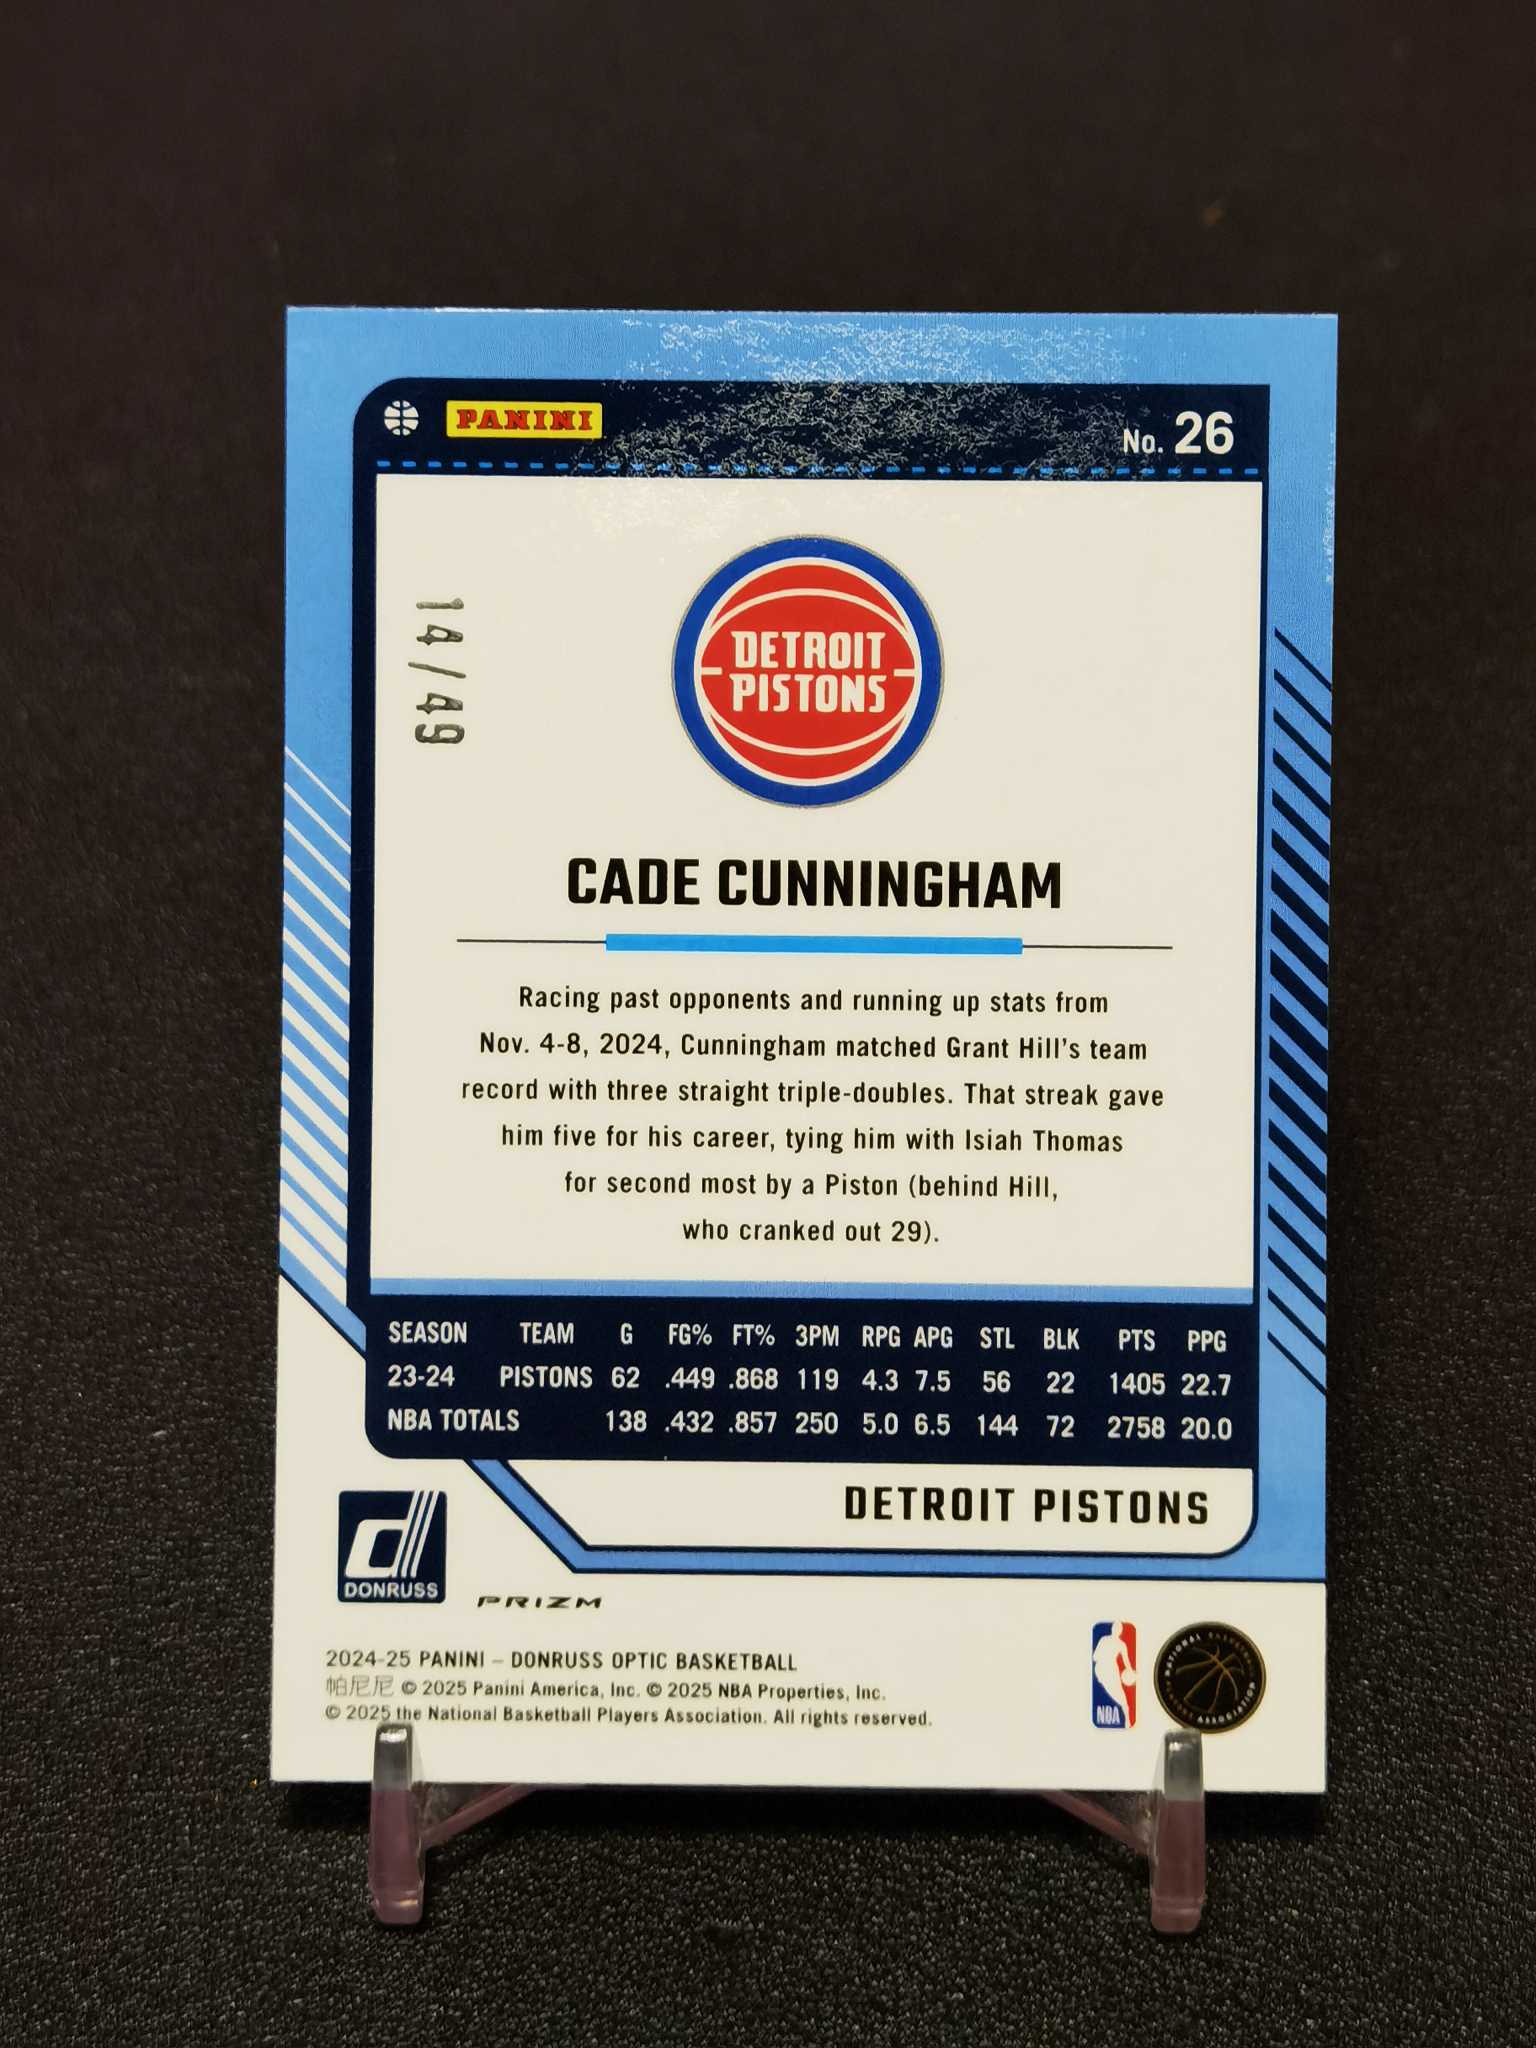 PANINI
No. 26
14/49
DETROIT
PISTONS
CADE CUNNINGHAM
Racing past opponents and running up stats from
Nov. 4-8, 2024, Cunningham matched Grant Hill's team
record with three straight triple-doubles. That streak gave
him five for his career, tying him with Isiah Thomas
for second most by a Piston (behind Hill,
who cranked out 29).
SEASON TEAM G FG% FT% 3PM RPG APG STL BLK PTS PPG
23-24 PISTONS 62 .449 .868 119 4.3 7.5 56 22 1405 22.7
NBA TOTALS 138 .432 .857 250 5.0 6.5 144 72 2758 20.0
DETROIT PISTONS
d
DONRUSS
PRIZM
2024-25 PANINI – DONRUSS OPTIC BASKETBALL
帕尼尼 © 2025 Panini America, Inc. © 2025 NBA Properties, Inc.
© 2025 the National Basketball Players Association. All rights reserved.
NBA
NATIONAL BASKETBALL PLAYERS ASSOCIATION